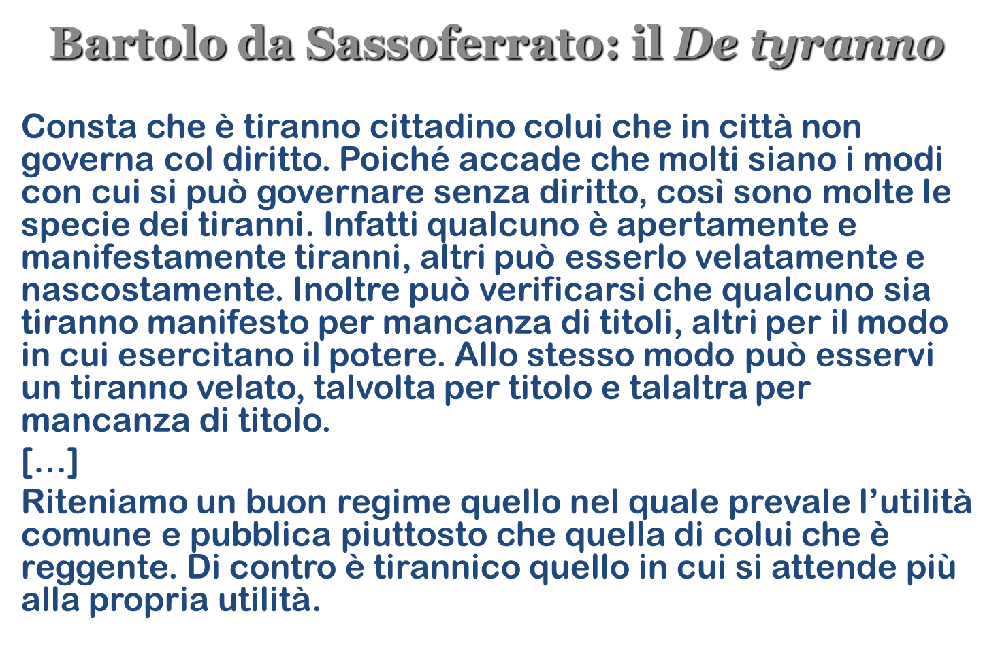 Bartolo da Sassoferrato: il De tyranno
Consta che è tiranno cittadino colui che in città non
governa col diritto. Poiché accade che molti siano i modi
con cui si può governare senza diritto, così sono molte le
specie dei tiranni. Infatti qualcuno è apertamente e
manifestamente tiranni, altri può esserlo velatamente e
nascostamente. Inoltre può verificarsi che qualcuno sia
tiranno manifesto per mancanza di titoli, altri per il modo
in cui esercitano il potere. Allo stesso modo può esservi
un tiranno velato, talvolta per titolo e talaltra per
mancanza di titolo.
[…]
Riteniamo un buon regime quello nel quale prevale l’utilità
comune e pubblica piuttosto che quella di colui che è
reggente. Di contro è tirannico quello in cui si attende più
alla propria utilità.